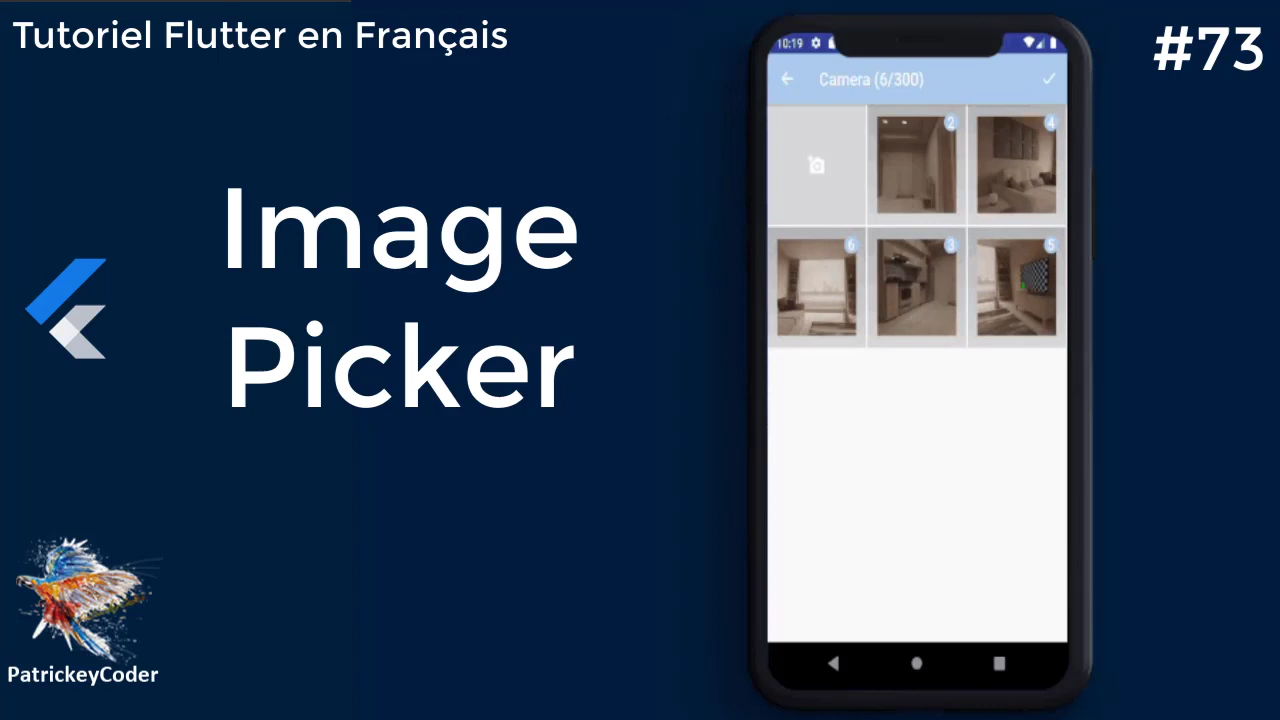 Tutoriel Flutter en Français
#73
Image
Picker
10:19
Camera (6/300)
2
4
6
3
5
PatrickeyCoder